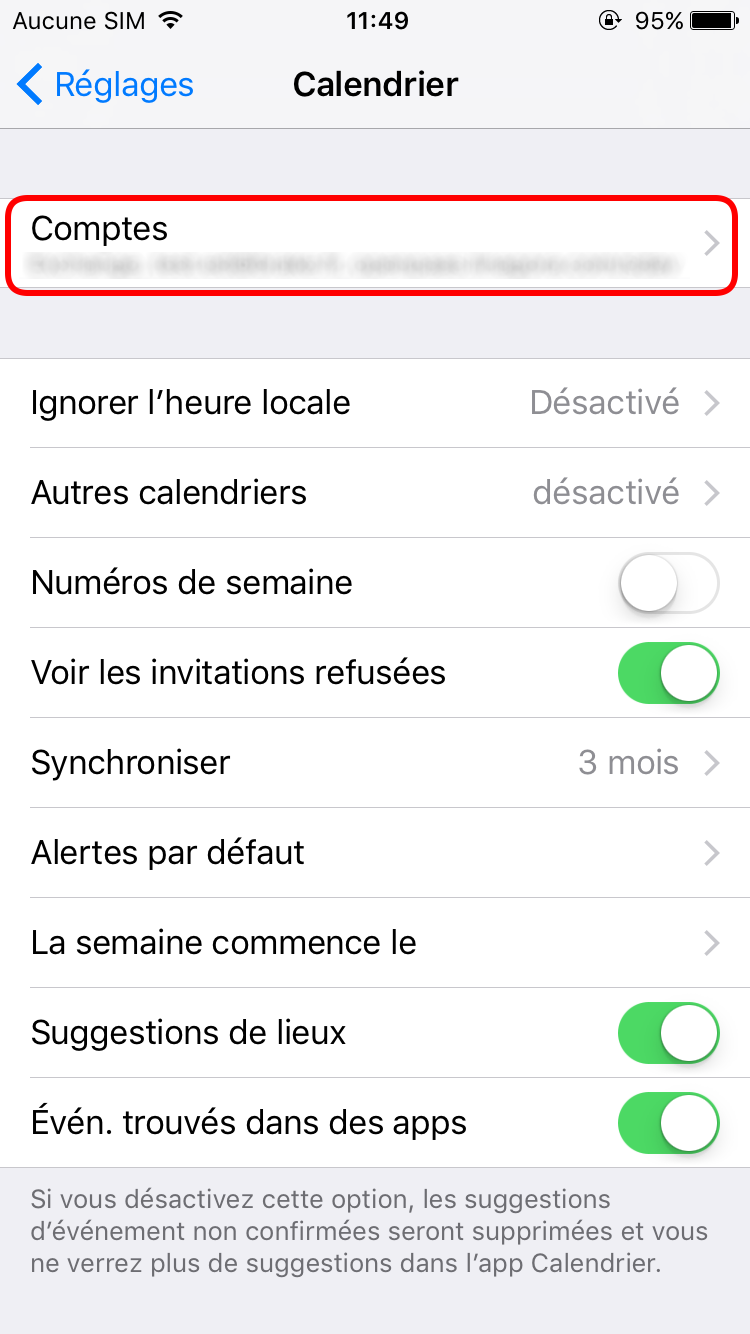 Aucune SIM 11:49 95%
Réglages Calendrier
Comptes
Ignorer l’heure locale Désactivé
Autres calendriers désactivé
Numéros de semaine
Voir les invitations refusées
Synchroniser 3 mois
Alertes par défaut
La semaine commence le
Suggestions de lieux
Évén. trouvés dans des apps
Si vous désactivez cette option, les suggestions
d’événement non confirmées seront supprimées et vous
ne verrez plus de suggestions dans l’app Calendrier.